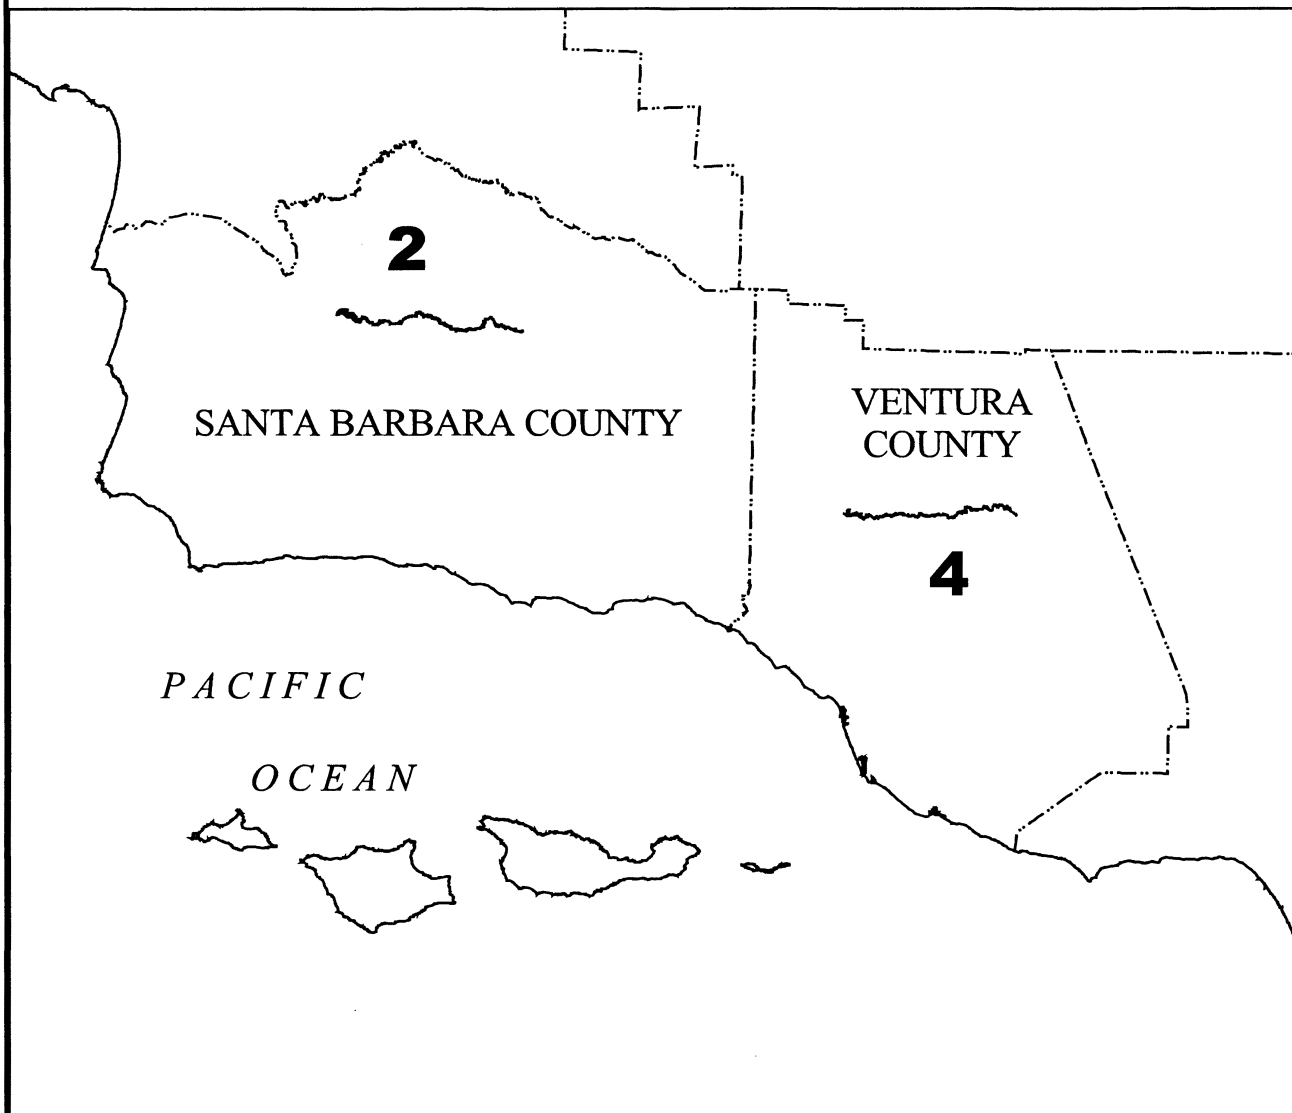 2
SANTA BARBARA COUNTY
VENTURA
COUNTY
4
PACIFIC
OCEAN